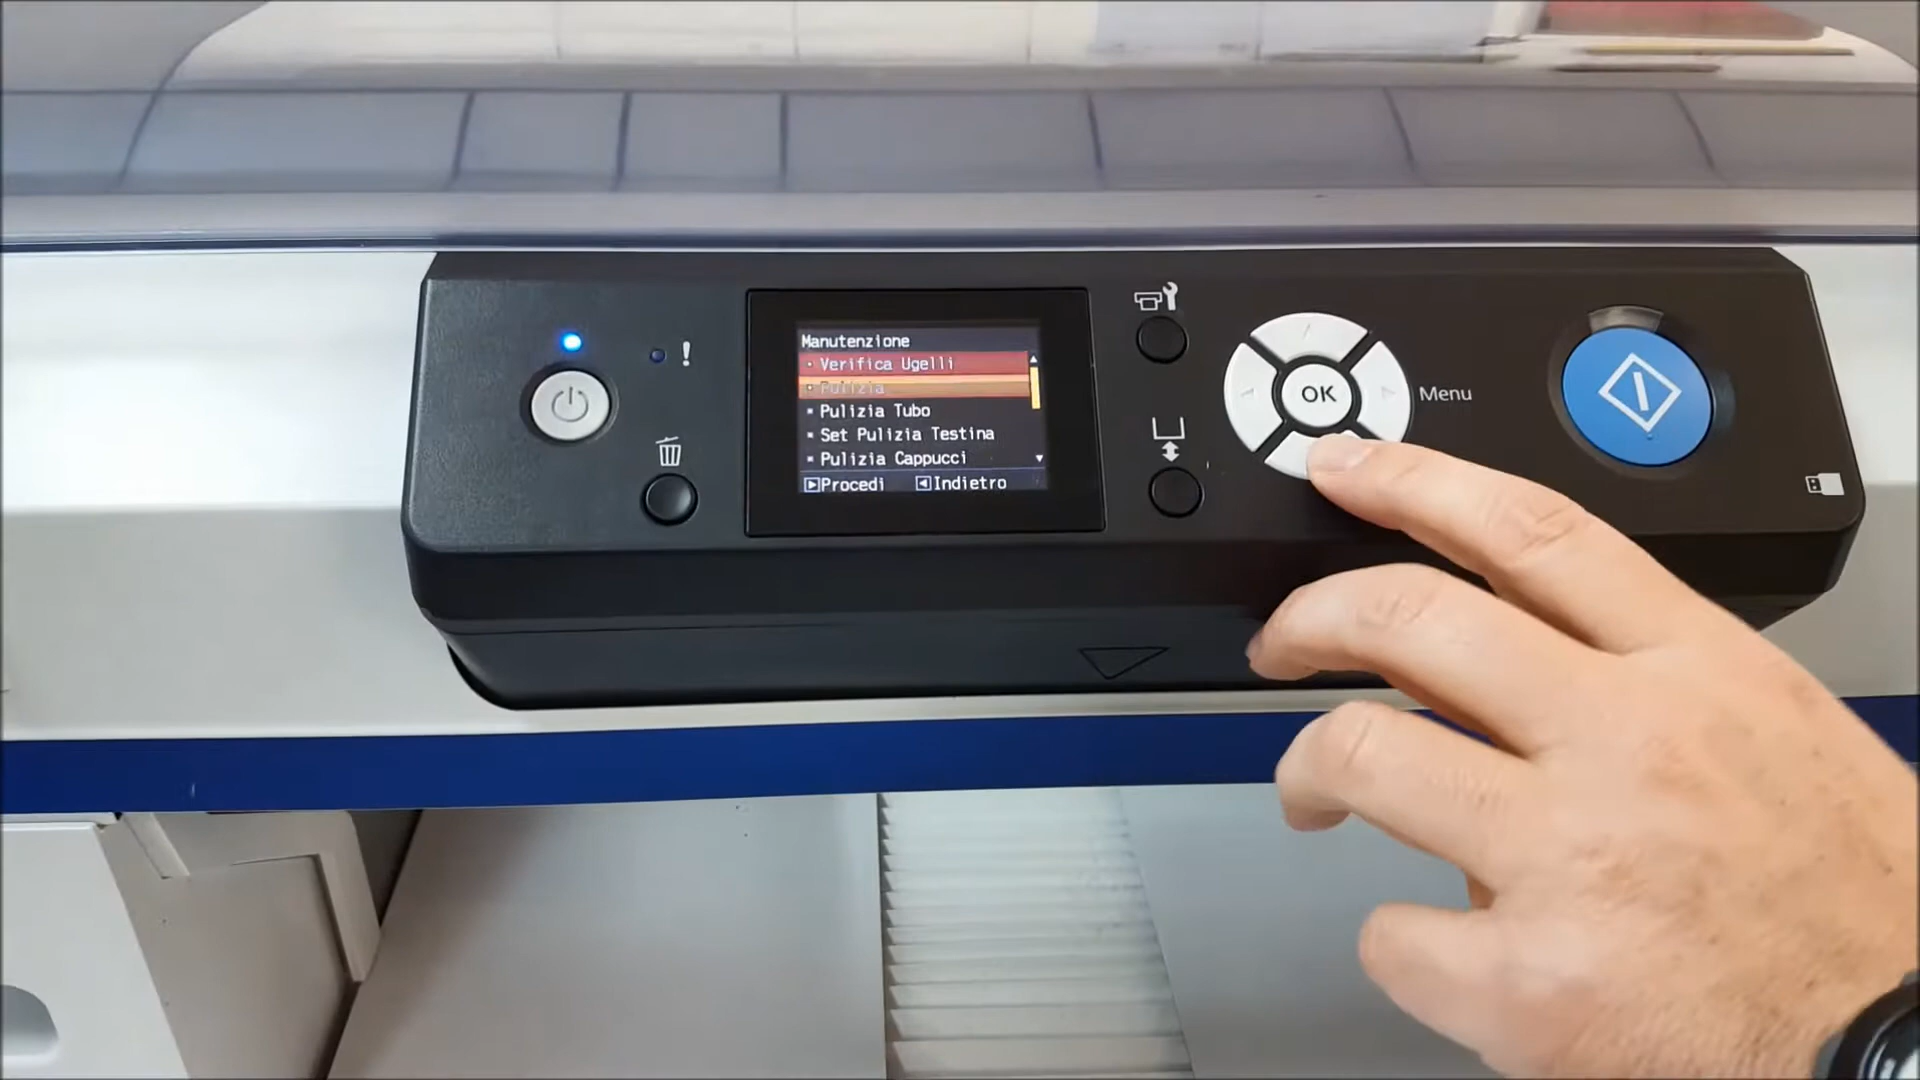 Manutenzione
Verifica Ugelli
Pulizia
Pulizia Tubo
Set Pulizia Testina
Pulizia Cappucci
Procedi Indietro
OK
Menu